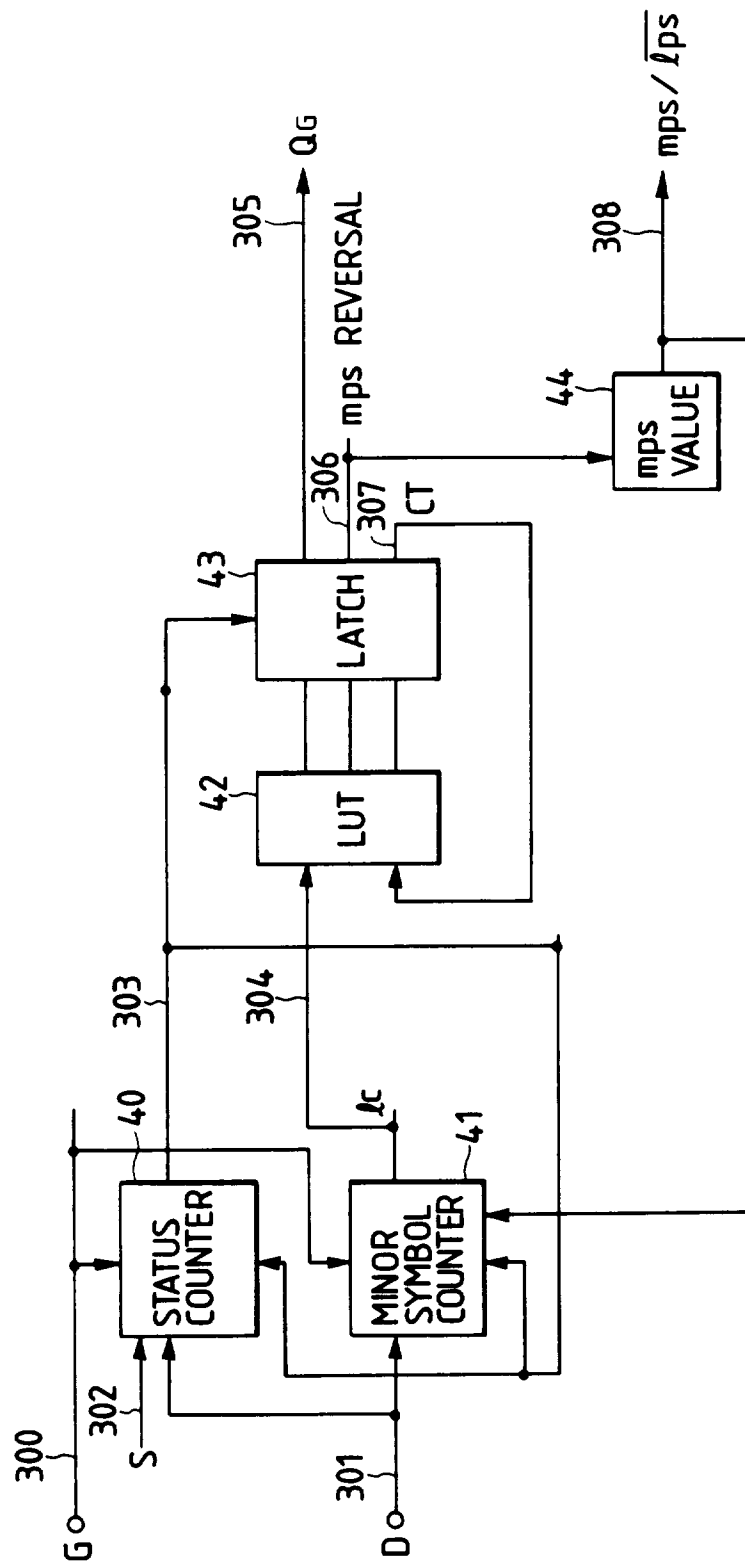 G
300
S
302
D
301
STATUS
COUNTER
40
303
MINOR
SYMBOL
COUNTER
41
ℓc
304
LUT
42
LATCH
43
305
QG
306
mps REVERSAL
307
CT
mps
VALUE
44
308
mps/ℓ̅p̅s̅